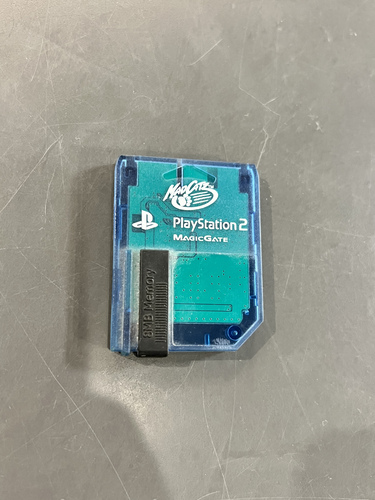 MAD CATZ
PlayStation 2
MAGICGATE
8MB Memory